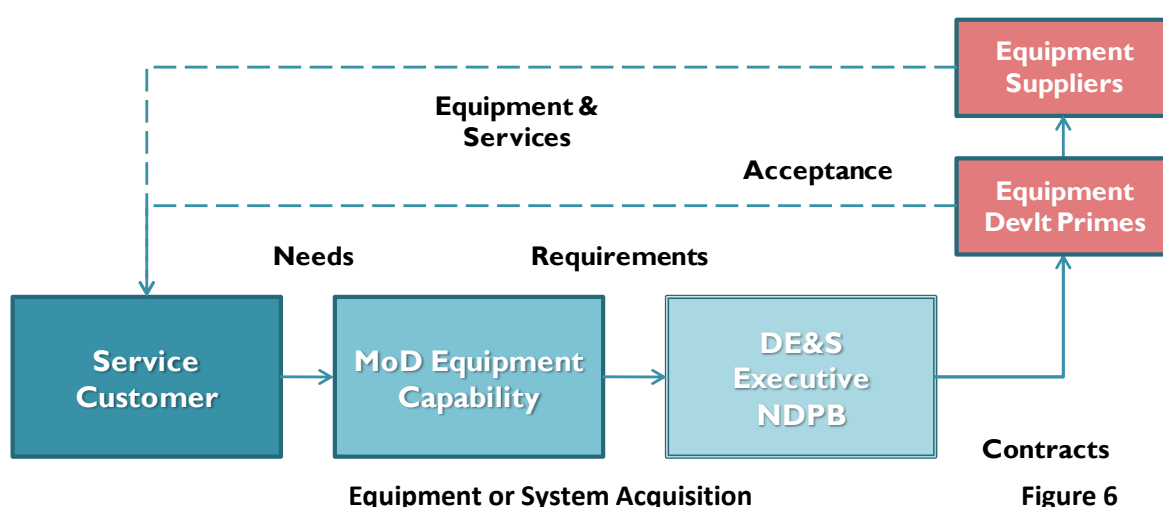 Equipment
Suppliers
Equipment &
Services
Acceptance
Equipment
Devlt Primes
Needs
Requirements
Service
Customer
MoD Equipment
Capability
DE&S
Executive
NDPB
Contracts
Equipment or System Acquisition
Figure 6